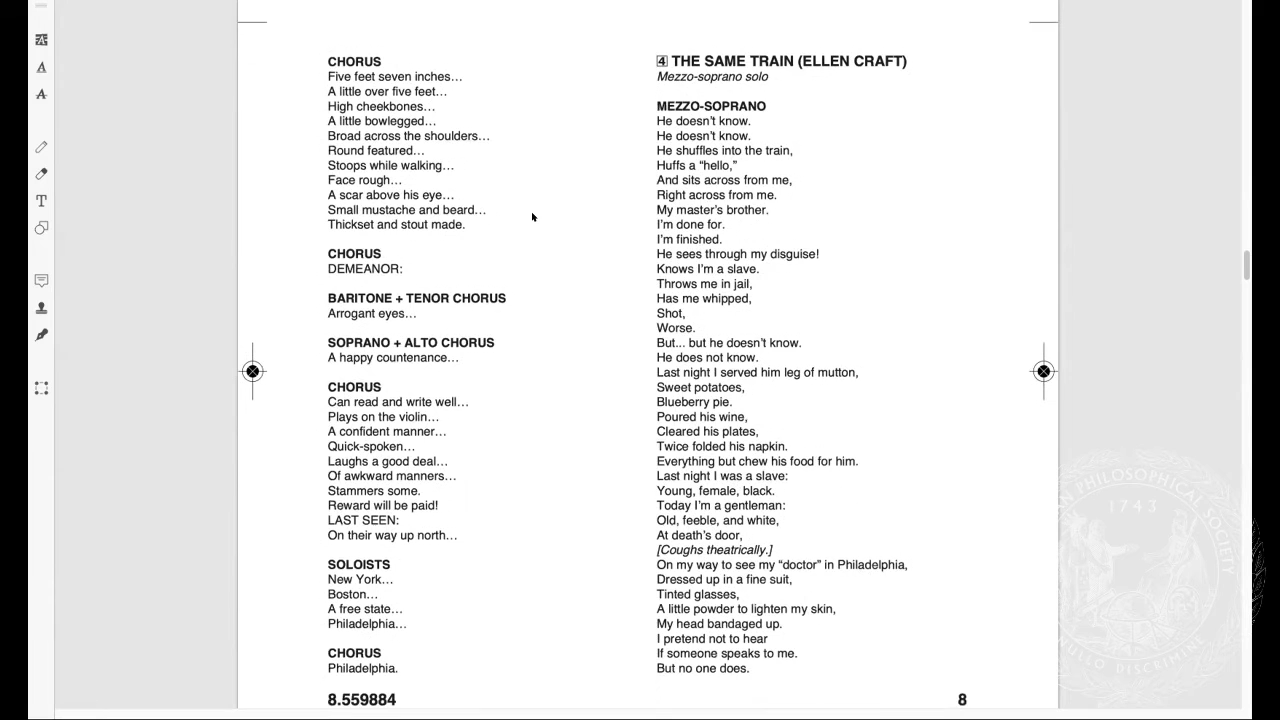 CHORUS
Five feet seven inches…
A little over five feet…
High cheekbones…
A little bowlegged…
Broad across the shoulders…
Round featured…
Stoops while walking…
Face rough…
A scar above his eye…
Small mustache and beard…
Thickset and stout made.
CHORUS
DEMEANOR:
BARITONE + TENOR CHORUS
Arrogant eyes…
SOPRANO + ALTO CHORUS
A happy countenance…
CHORUS
Can read and write well…
Plays on the violin…
A confident manner…
Quick-spoken…
Laughs a good deal…
Of awkward manners…
Stammers some.
Reward will be paid!
LAST SEEN:
On their way up north…
SOLOISTS
New York…
Boston…
A free state…
Philadelphia…
CHORUS
Philadelphia.
4 THE SAME TRAIN (ELLEN CRAFT)
Mezzo-soprano solo
MEZZO-SOPRANO
He doesn’t know.
He doesn’t know.
He shuffles into the train,
Huffs a “hello,”
And sits across from me,
Right across from me.
My master’s brother.
I’m done for.
I’m finished.
He sees through my disguise!
Knows I’m a slave.
Throws me in jail,
Has me whipped,
Shot,
Worse.
But... but he doesn’t know.
He does not know.
Last night I served him leg of mutton,
Sweet potatoes,
Blueberry pie.
Poured his wine,
Cleared his plates,
Twice folded his napkin.
Everything but chew his food for him.
Last night I was a slave:
Young, female, black.
Today I’m a gentleman:
Old, feeble, and white,
At death’s door,
[Coughs theatrically.]
On my way to see my “doctor” in Philadelphia,
Dressed up in a fine suit,
Tinted glasses,
A little powder to lighten my skin,
My head bandaged up.
I pretend not to hear
If someone speaks to me.
But no one does.
8.559884
8
PHILOSOPHICAL SOCIETY
1743
NULLO DISCRIMINE